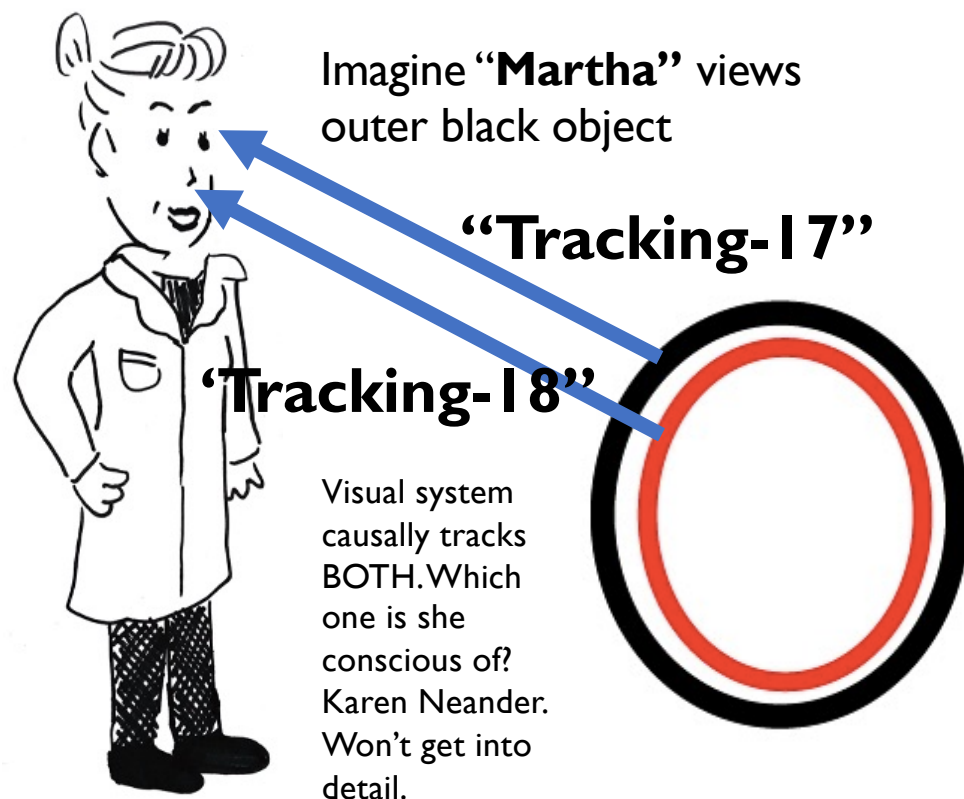 Imagine “Martha” views
outer black object
“Tracking-17”
‘Tracking-18”
Visual system
causally tracks
BOTH. Which
one is she
conscious of?
Karen Neander.
Won’t get into
detail.